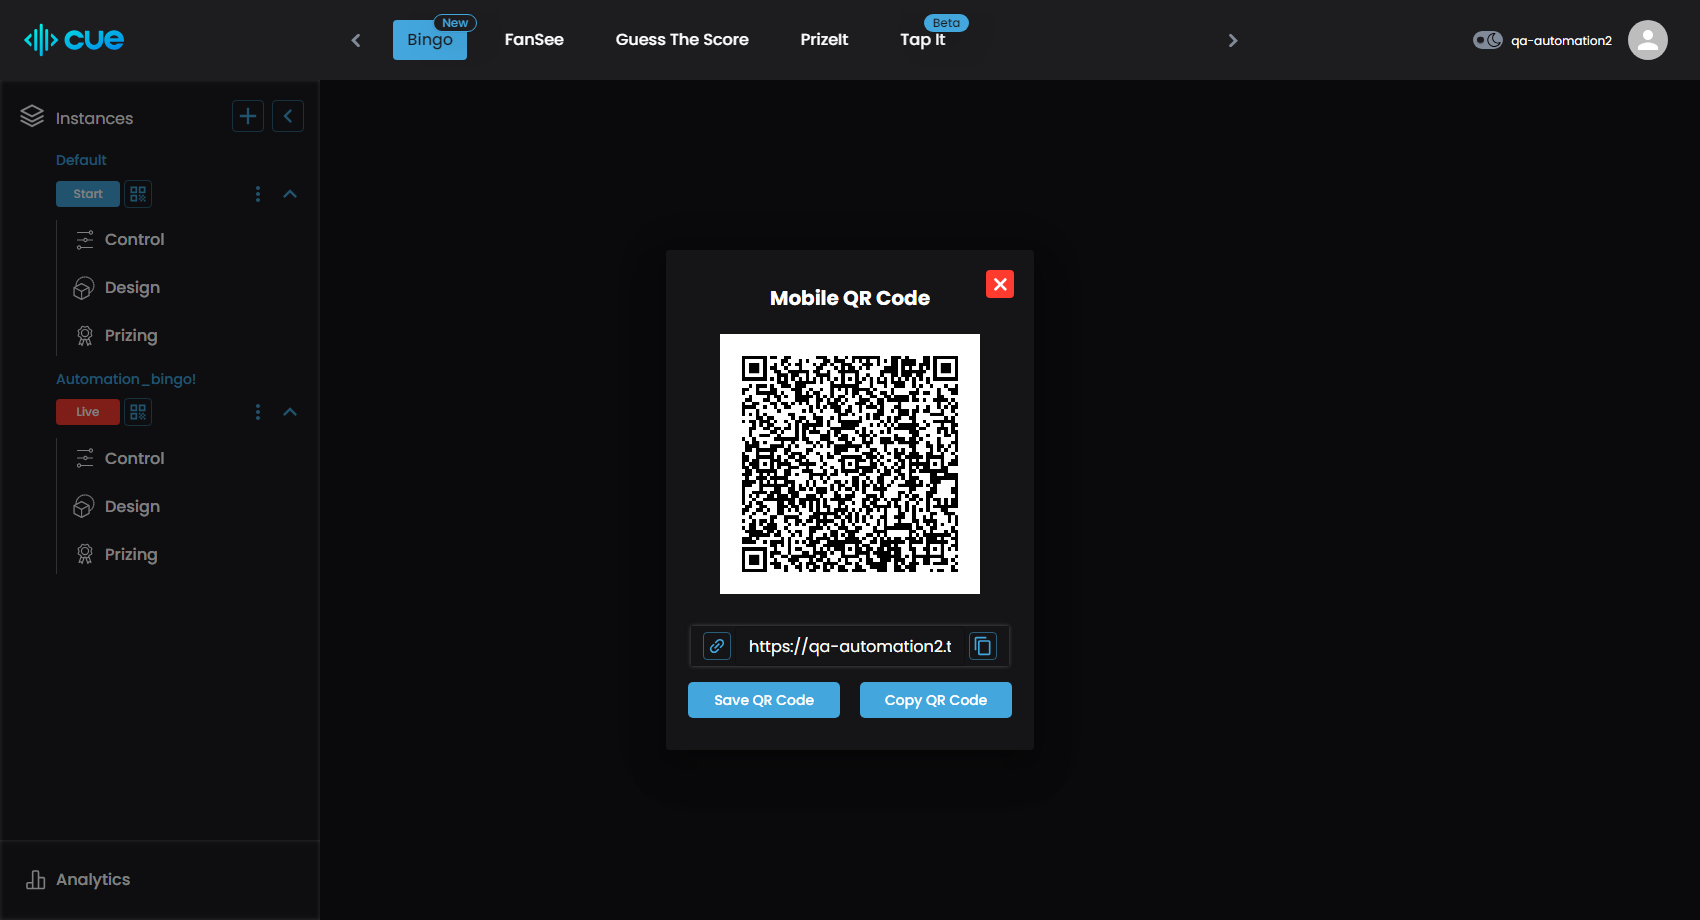 cue
Bingo
New
FanSee
Guess The Score
PrizeIt
Tap It
Beta
qa-automation2
Instances
Default
Start
Control
Design
Prizing
Automation_bingo!
Live
Control
Design
Prizing
Analytics
Mobile QR Code
https://qa-automation2.t
Save QR Code
Copy QR Code